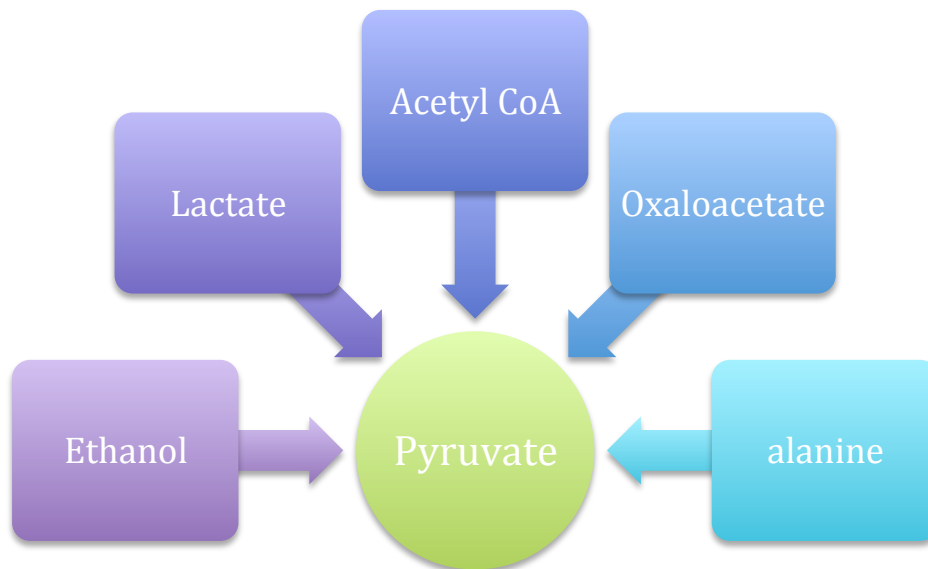 Acetyl CoA
Lactate
Oxaloacetate
Ethanol
Pyruvate
alanine